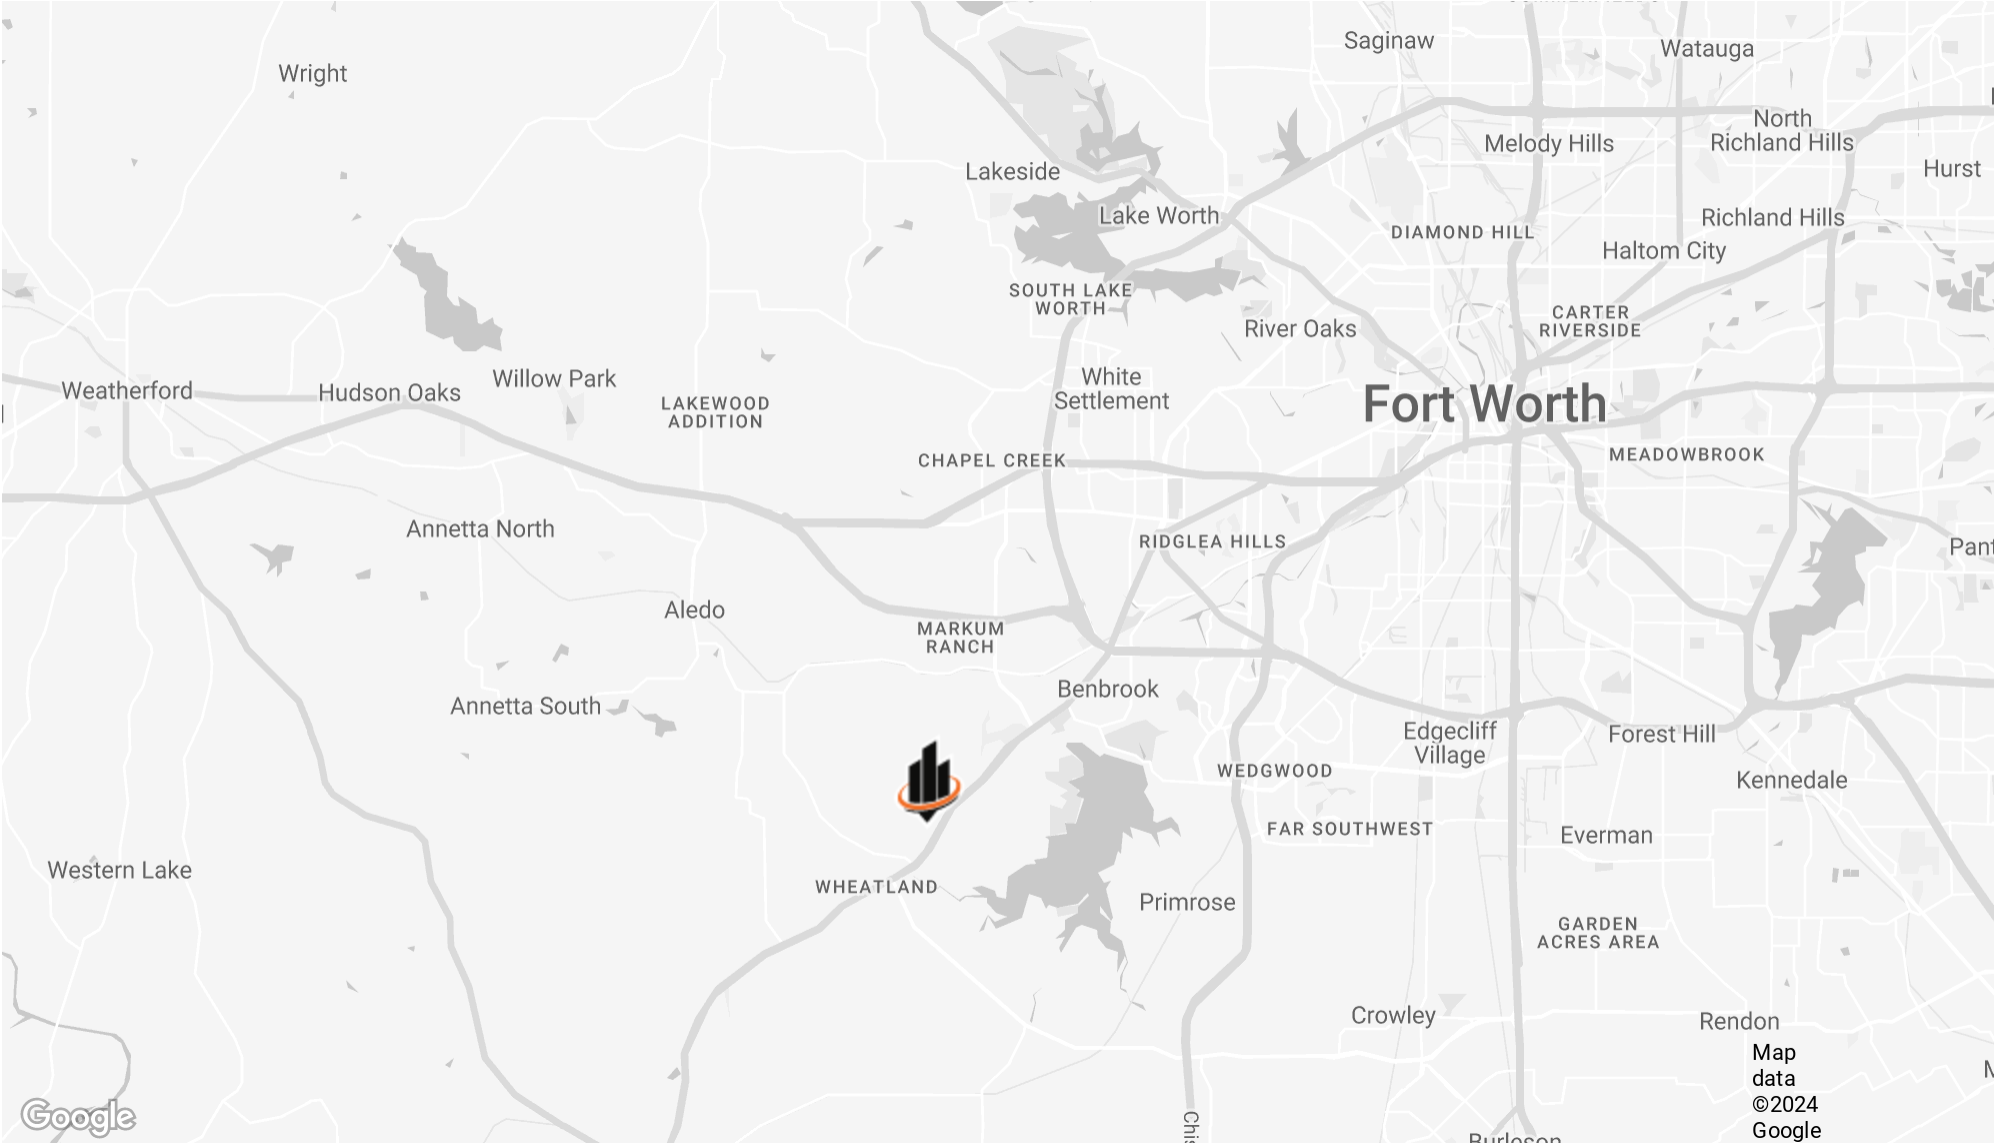 Saginaw
Watauga
Wright
North
Richland Hills
Melody Hills
Hurst
Lakeside
Lake Worth
Richland Hills
DIAMOND HILL
Haltom City
SOUTH LAKE
WORTH
CARTER
RIVERSIDE
River Oaks
Weatherford
Hudson Oaks
Willow Park
White
Settlement
LAKEWOOD
ADDITION
Fort Worth
CHAPEL CREEK
MEADOWBROOK
Annetta North
RIDGLEA HILLS
Pant
Aledo
MARKUM
RANCH
Benbrook
Annetta South
Edgecliff
Village
Forest Hill
WEDGWOOD
Kennedale
FAR SOUTHWEST
Everman
Western Lake
WHEATLAND
Primrose
GARDEN
ACRES AREA
Crowley
Rendon
Map
data
©2024
Google
Google
Chis
Burleson